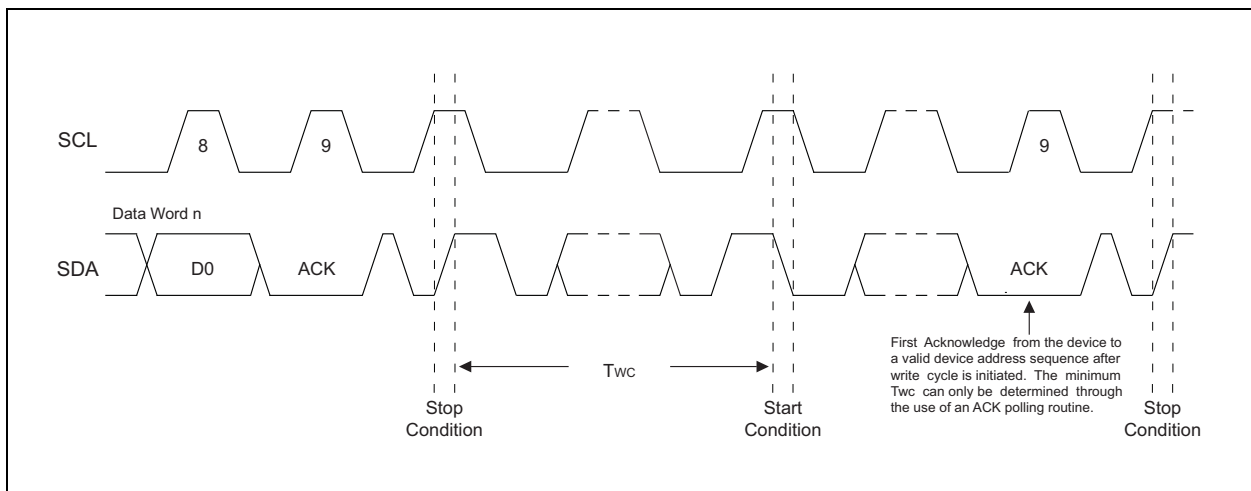 SCL
8
9
9
Data Word n
SDA
D0
ACK
ACK
First Acknowledge from the device to
a valid device address sequence after
write cycle is initiated. The minimum
Twc can only be determined through
the use of an ACK polling routine.
TWC
Stop
Condition
Start
Condition
Stop
Condition